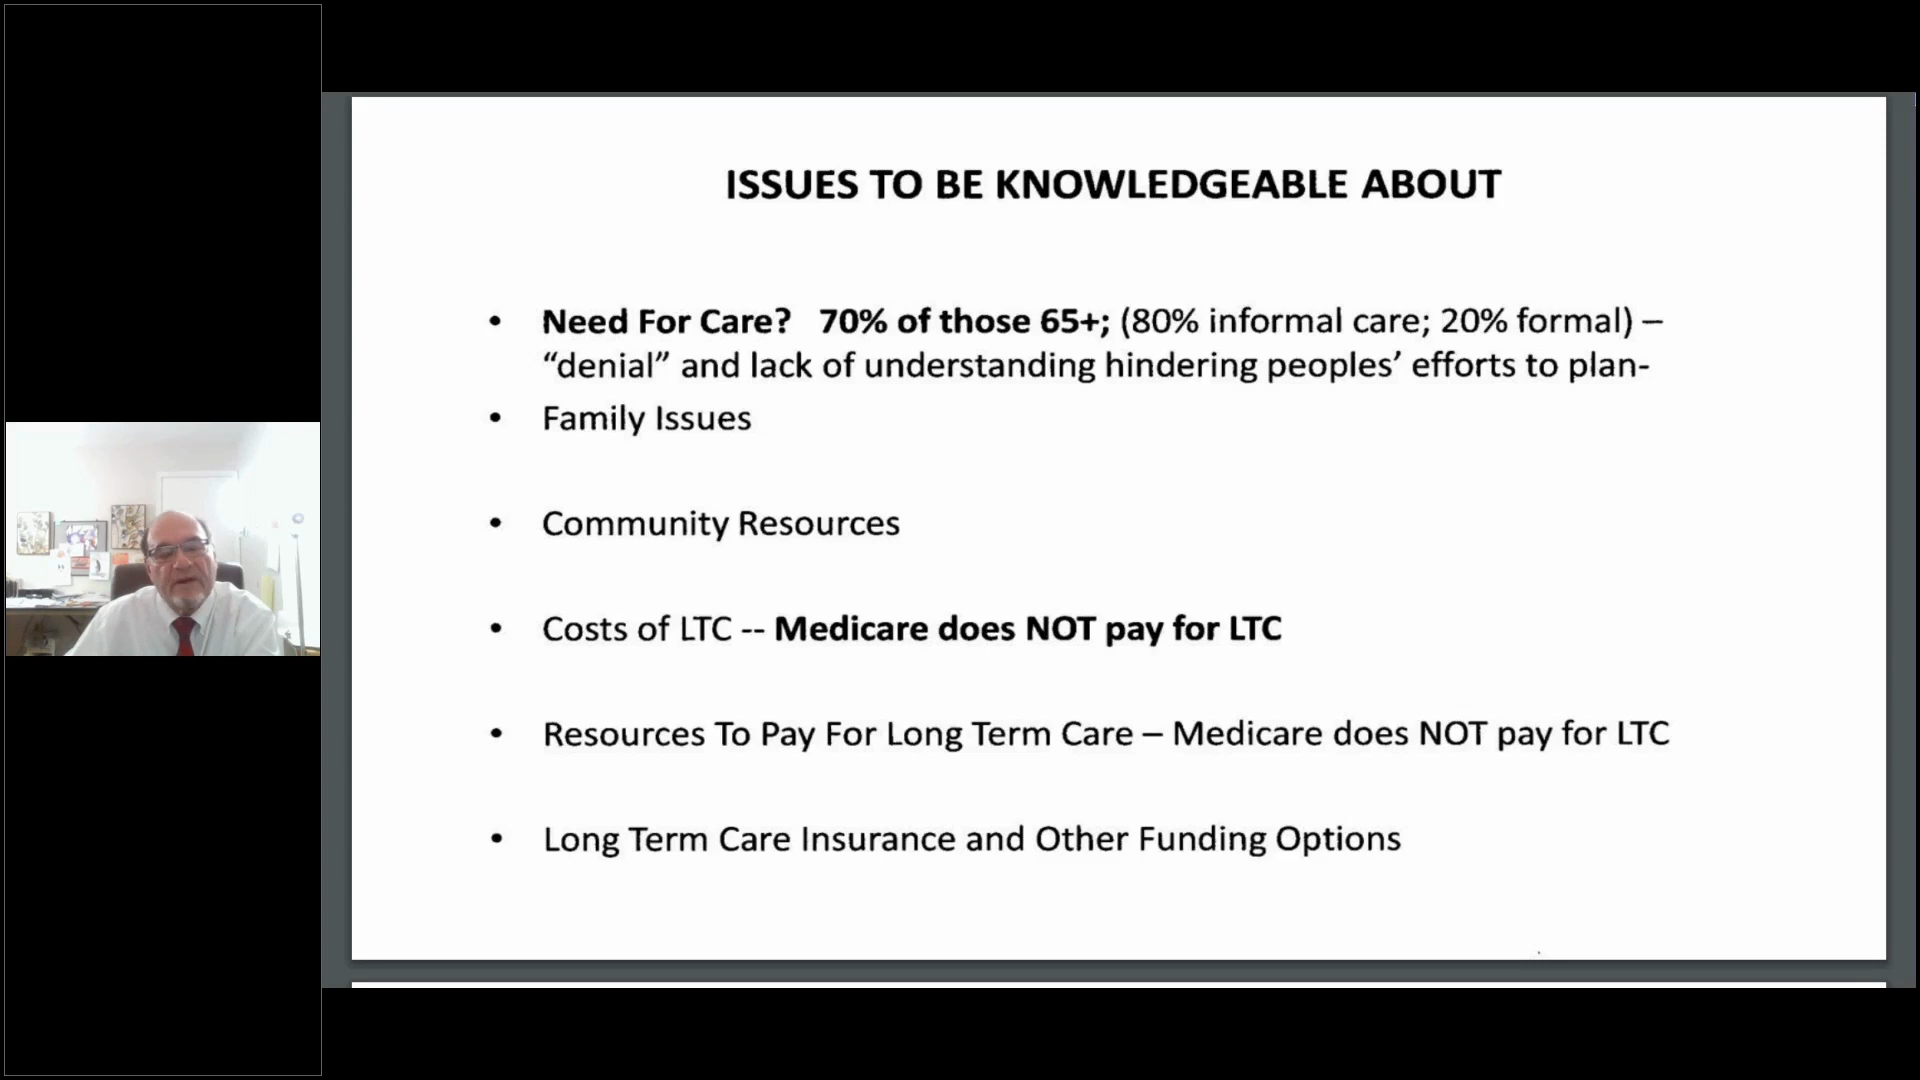 ISSUES TO BE KNOWLEDGEABLE ABOUT
• Need For Care? 70% of those 65+; (80% informal care; 20% formal) –
“denial” and lack of understanding hindering peoples’ efforts to plan-
• Family Issues
• Community Resources
• Costs of LTC -- Medicare does NOT pay for LTC
• Resources To Pay For Long Term Care – Medicare does NOT pay for LTC
• Long Term Care Insurance and Other Funding Options